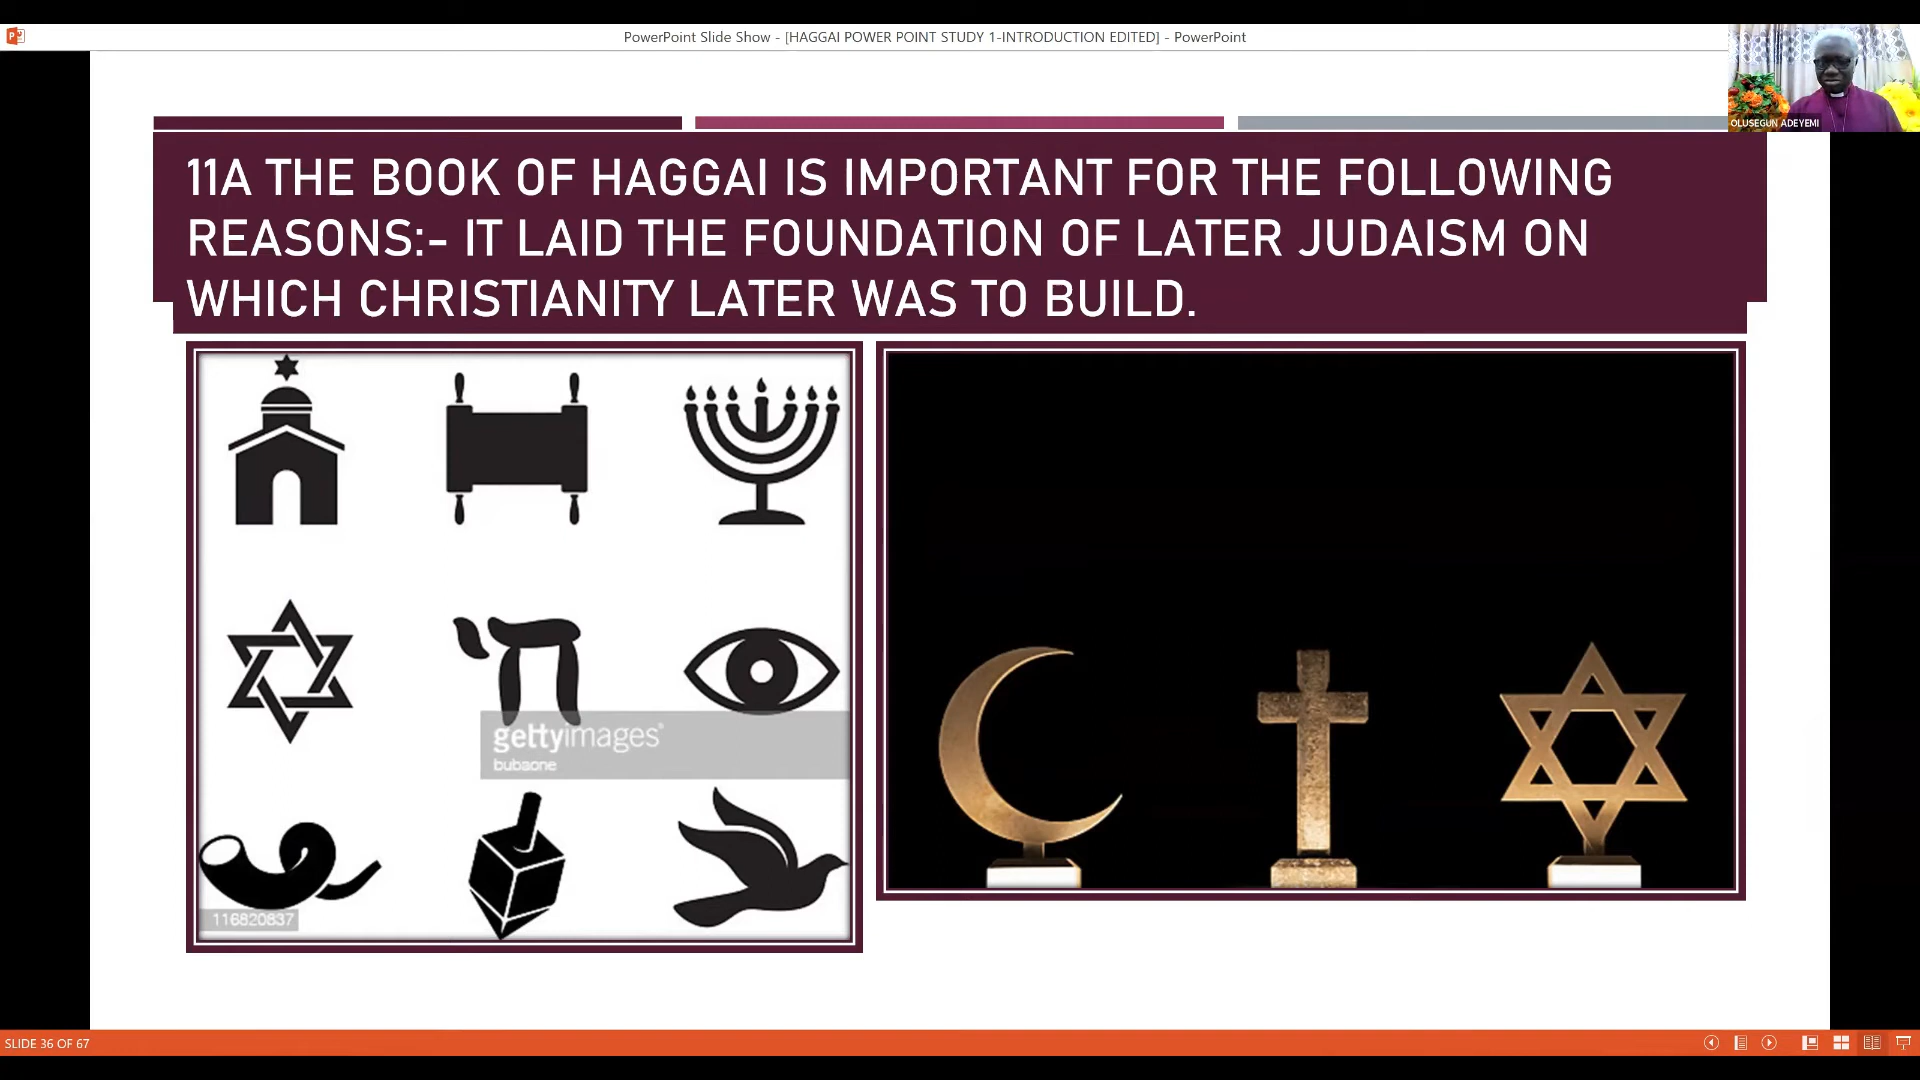 PowerPoint Slide Show - [HAGGAI POWER POINT STUDY 1-INTRODUCTION EDITED] - PowerPoint
OLUSEGUN ADEYEMI
11A THE BOOK OF HAGGAI IS IMPORTANT FOR THE FOLLOWING
REASONS:- IT LAID THE FOUNDATION OF LATER JUDAISM ON
WHICH CHRISTIANITY LATER WAS TO BUILD.
חי
gettyimages®
bubaone
116820837
SLIDE 36 OF 67